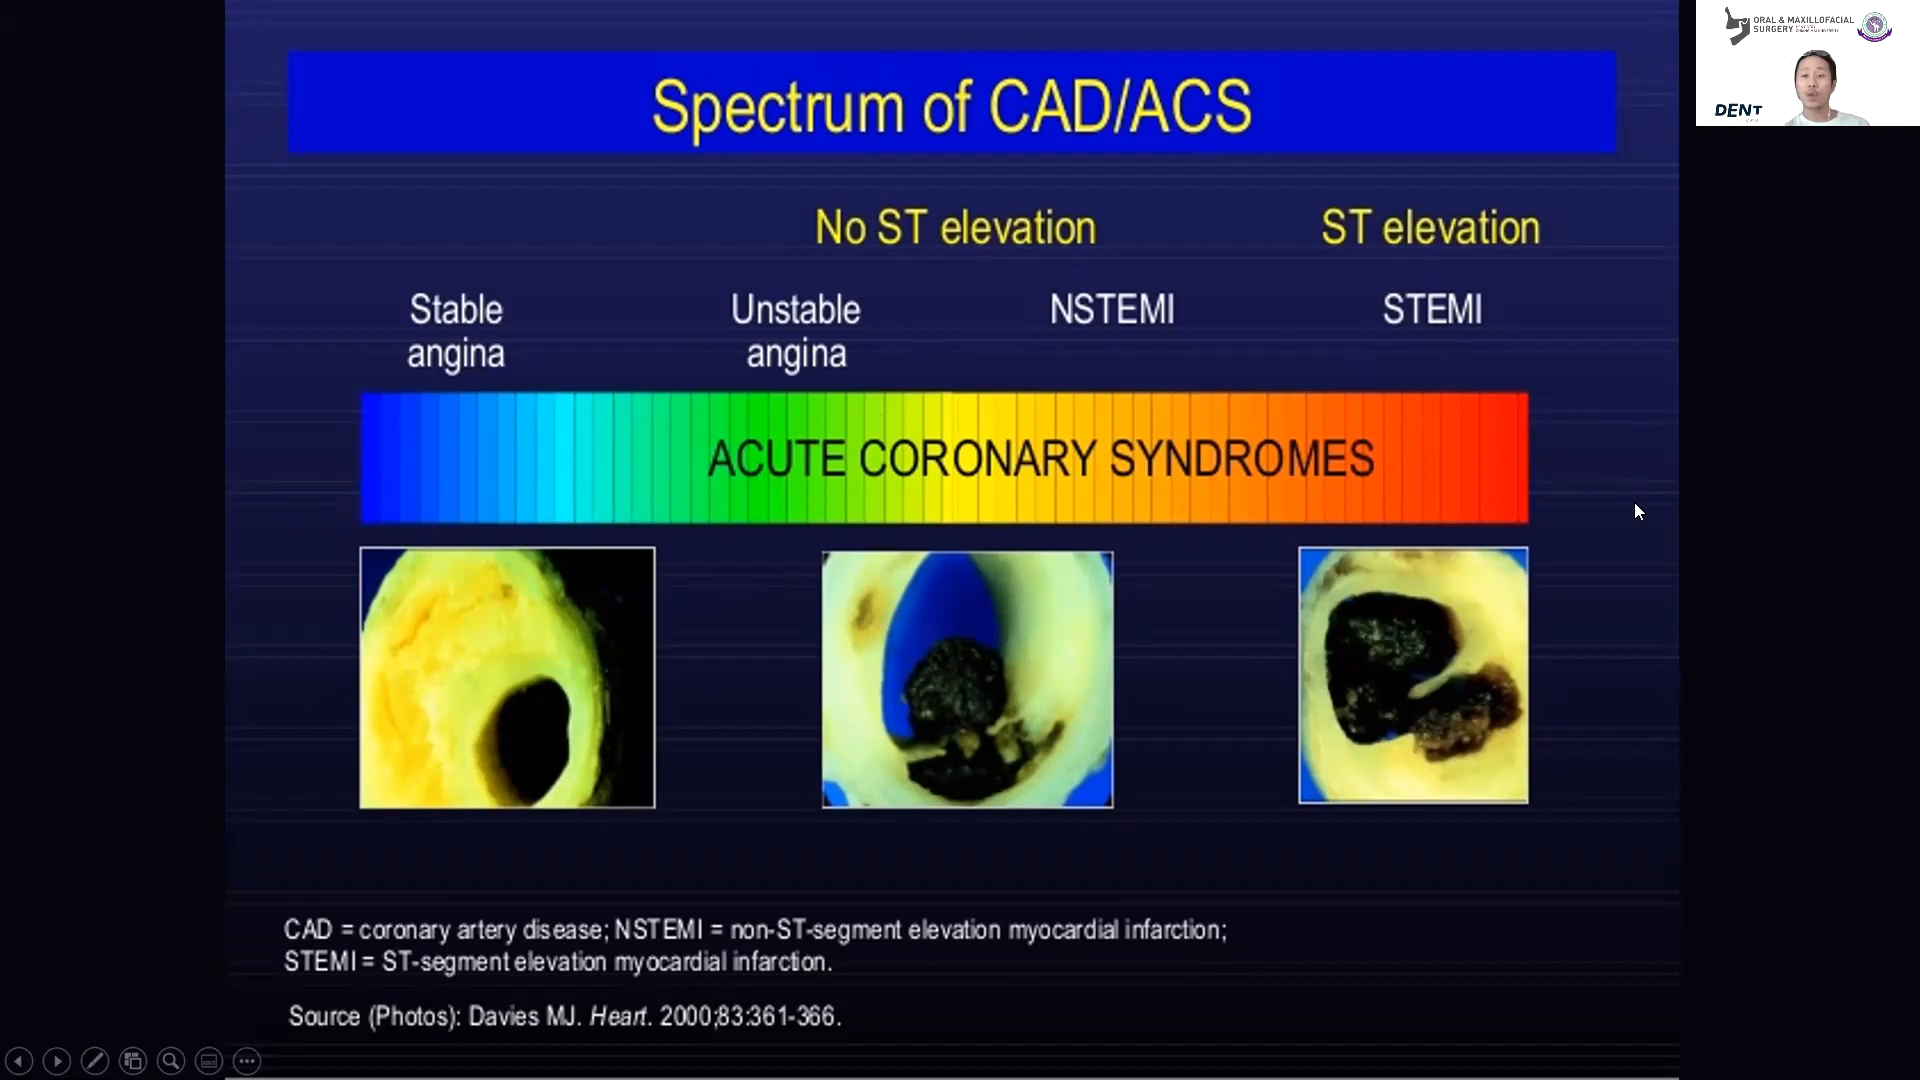 Spectrum of CAD/ACS
No ST elevation
ST elevation
Stable
angina
Unstable
angina
NSTEMI
STEMI
ACUTE CORONARY SYNDROMES
CAD = coronary artery disease; NSTEMI = non-ST-segment elevation myocardial infarction;
STEMI = ST-segment elevation myocardial infarction.
Source (Photos): Davies MJ. Heart. 2000;83:361-366.
ORAL & MAXILLOFACIAL
SURGERY
DENT